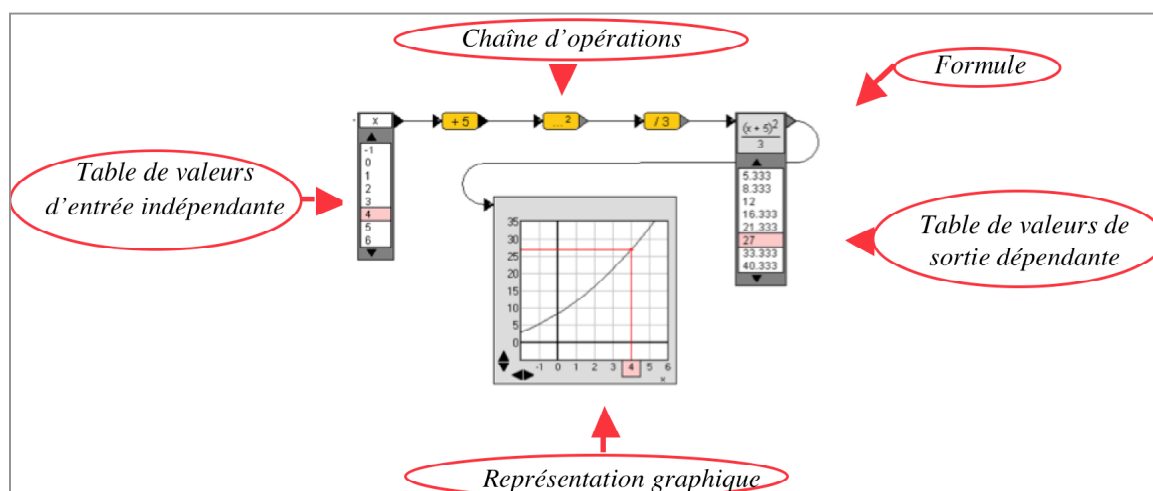 Chaîne d'opérations
Formule
x
+ 5
... ²
/ 3
(x + 5)²
3
Table de valeurs
d'entrée indépendante
-1
0
1
2
3
4
5
6
5.333
8.333
12
16.333
21.333
27
33.333
40.333
Table de valeurs de
sortie dépendante
35
30
25
20
15
10
5
0
-1 0 1 2 3 4 5 6
x
Représentation graphique